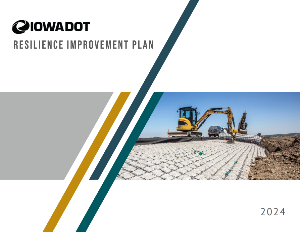 IOWADOT
RESILIENCE IMPROVEMENT PLAN
2024